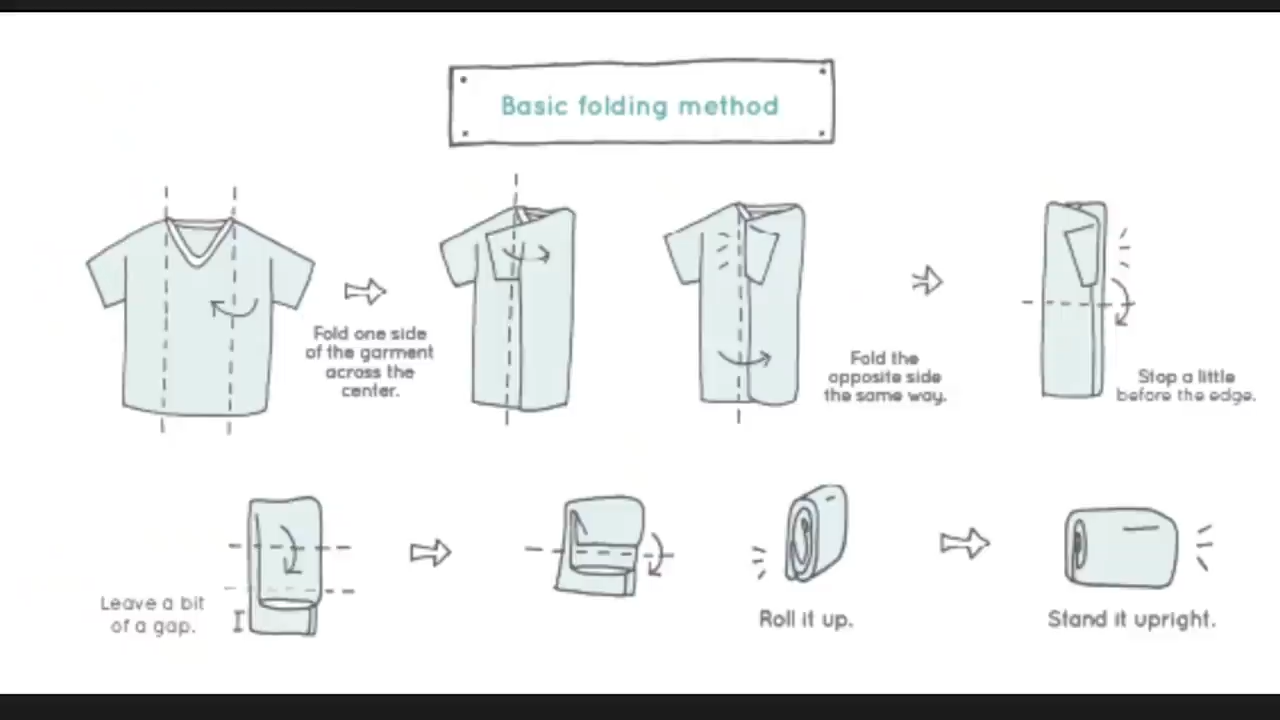 Basic folding method
Fold one side
of the garment
across the
center.
Fold the
opposite side
the same way.
Stop a little
before the edge.
Leave a bit
of a gap.
Roll it up.
Stand it upright.